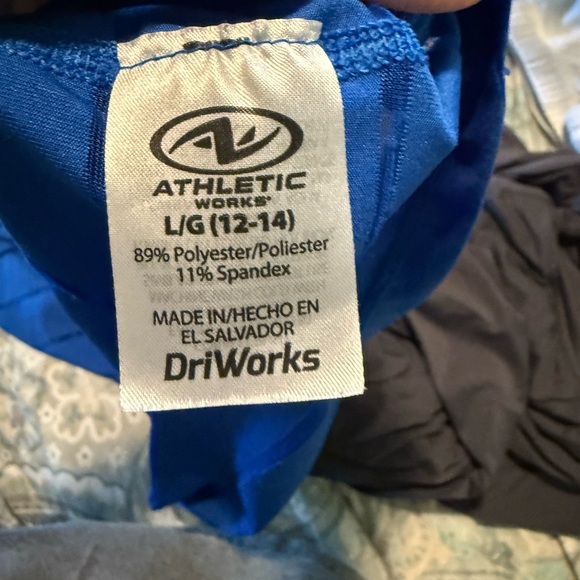 ATHLETIC
WORKS®
L/G (12-14)
89% Polyester/Poliester
11% Spandex
MADE IN/HECHO EN
EL SALVADOR
DriWorks